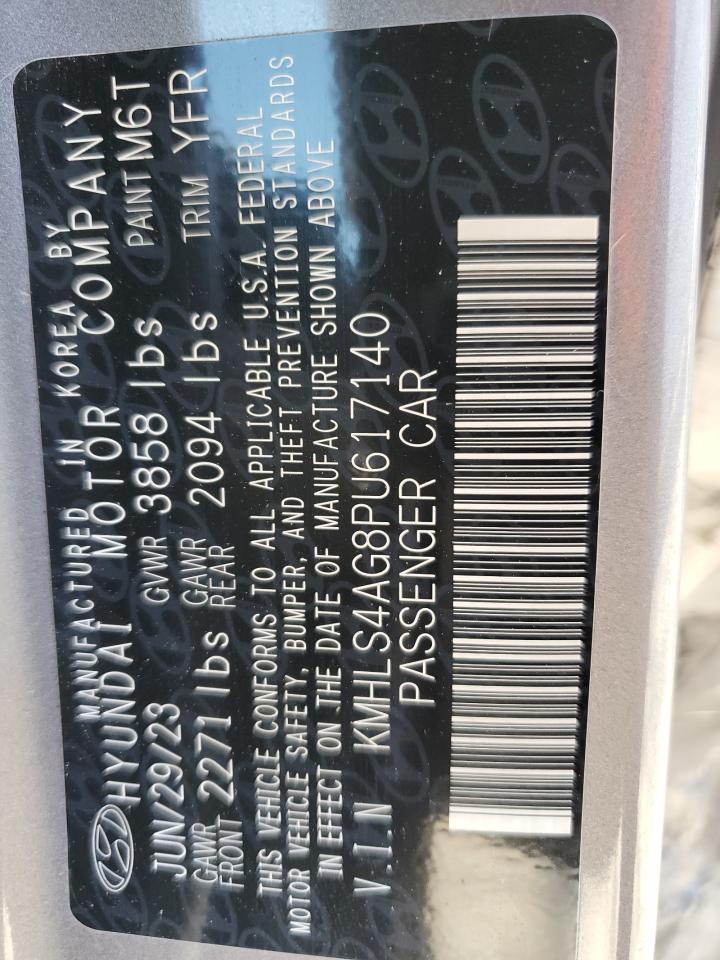 MANUFACTURED IN KOREA BY
HYUNDAI MOTOR COMPANY
JUN/29/23 GVWR 3858 lbs PAINT M6T
GAWR FRONT 2271 lbs GAWR REAR 2094 lbs TRIM YFR
THIS VEHICLE CONFORMS TO ALL APPLICABLE U.S.A. FEDERAL
MOTOR VEHICLE SAFETY, BUMPER, AND THEFT PREVENTION STANDARDS
IN EFFECT ON THE DATE OF MANUFACTURE SHOWN ABOVE
V.I.N KMHLS4AG8PU617140
PASSENGER CAR